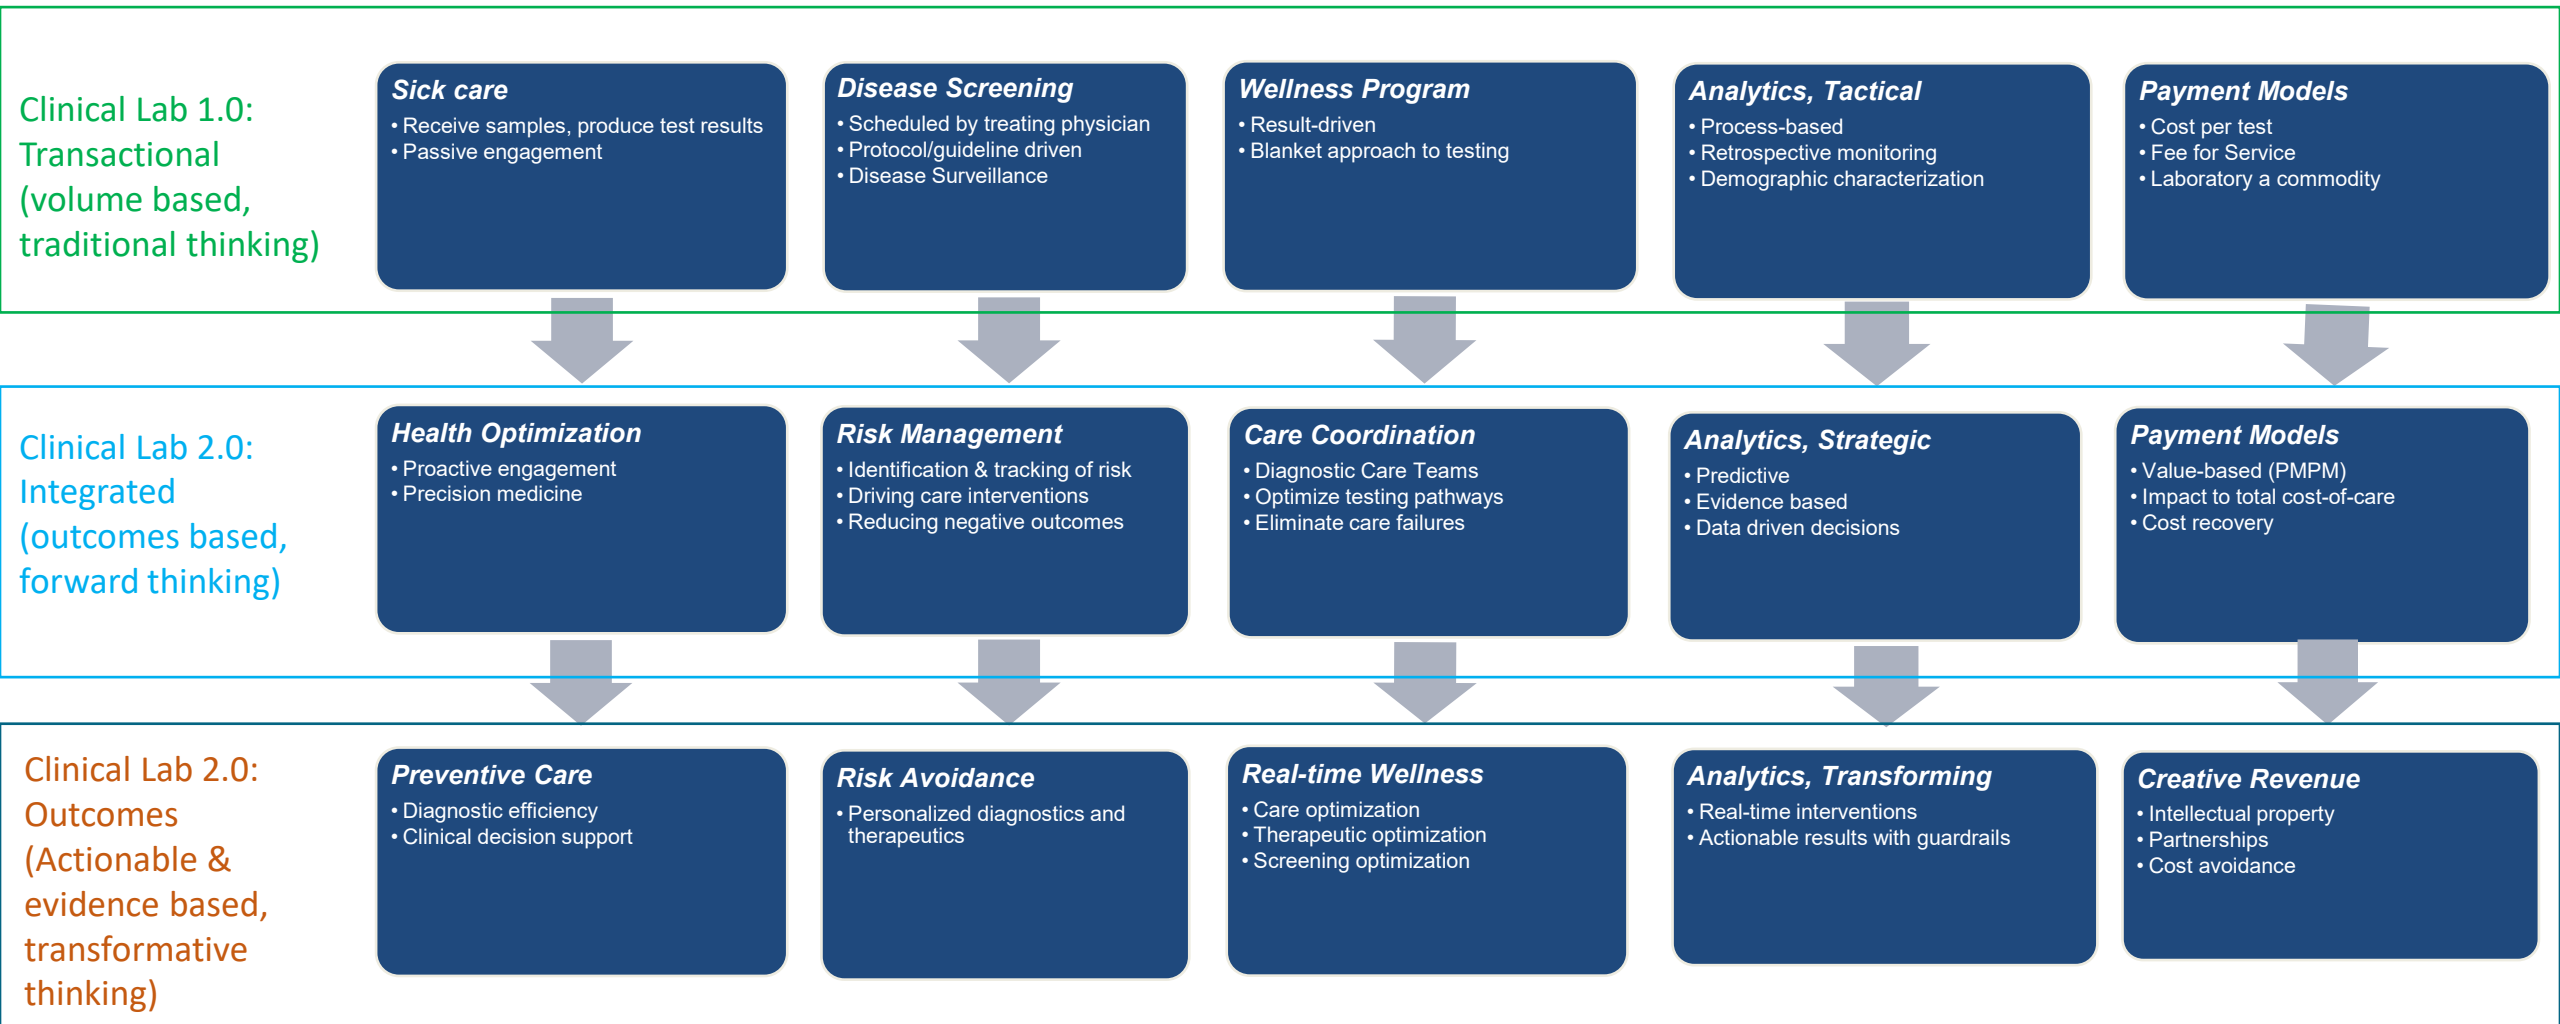 Clinical Lab 1.0:
Transactional
(volume based,
traditional thinking)
Sick care
• Receive samples, produce test results
• Passive engagement
Disease Screening
• Scheduled by treating physician
• Protocol/guideline driven
• Disease Surveillance
Wellness Program
• Result-driven
• Blanket approach to testing
Analytics, Tactical
• Process-based
• Retrospective monitoring
• Demographic characterization
Payment Models
• Cost per test
• Fee for Service
• Laboratory a commodity
Clinical Lab 2.0:
Integrated
(outcomes based,
forward thinking)
Health Optimization
• Proactive engagement
• Precision medicine
Risk Management
• Identification & tracking of risk
• Driving care interventions
• Reducing negative outcomes
Care Coordination
• Diagnostic Care Teams
• Optimize testing pathways
• Eliminate care failures
Analytics, Strategic
• Predictive
• Evidence based
• Data driven decisions
Payment Models
• Value-based (PMPM)
• Impact to total cost-of-care
• Cost recovery
Clinical Lab 2.0:
Outcomes
(Actionable &
evidence based,
transformative
thinking)
Preventive Care
• Diagnostic efficiency
• Clinical decision support
Risk Avoidance
• Personalized diagnostics and
therapeutics
Real-time Wellness
• Care optimization
• Therapeutic optimization
• Screening optimization
Analytics, Transforming
• Real-time interventions
• Actionable results with guardrails
Creative Revenue
• Intellectual property
• Partnerships
• Cost avoidance